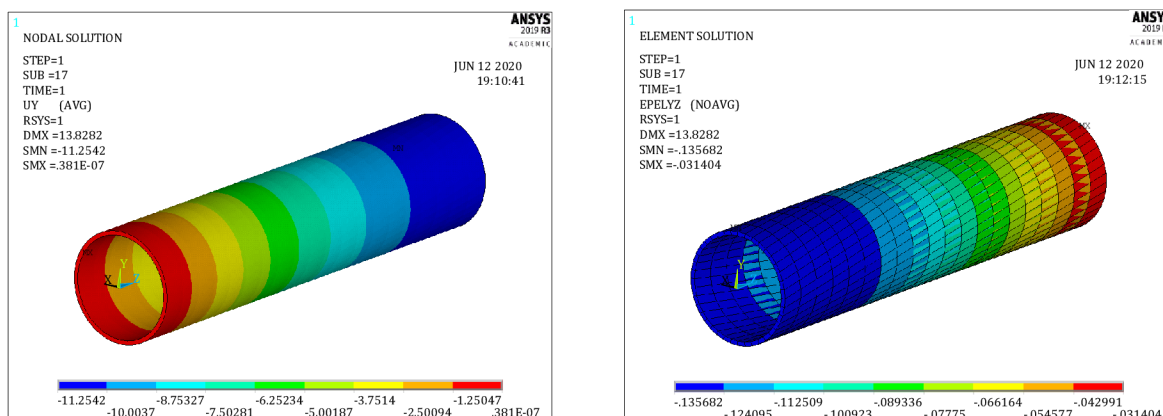 1
ANSYS
2019 R3
ACADEMIC
NODAL SOLUTION
STEP=1
SUB =17
TIME=1
UY (AVG)
RSYS=1
DMX =13.8282
SMN =-11.2542
SMX =.381E-07
JUN 12 2020
19:10:41
MX
Y
X
Z
-11.2542 -8.75327 -6.25234 -3.7514 -1.25047
-10.0037 -7.50281 -5.00187 -2.50094 .381E-07
1
ANSYS
2019
ACADEMIC
ELEMENT SOLUTION
STEP=1
SUB =17
TIME=1
EPELYZ (NOAVG)
RSYS=1
DMX =13.8282
SMN =-.135682
SMX =-.031404
JUN 12 2020
19:12:15
MX
Y
Z
-.135682 -.112509 -.089336 -.066164 -.042991
-.124095 -.100923 -.07775 -.054577 -.031404